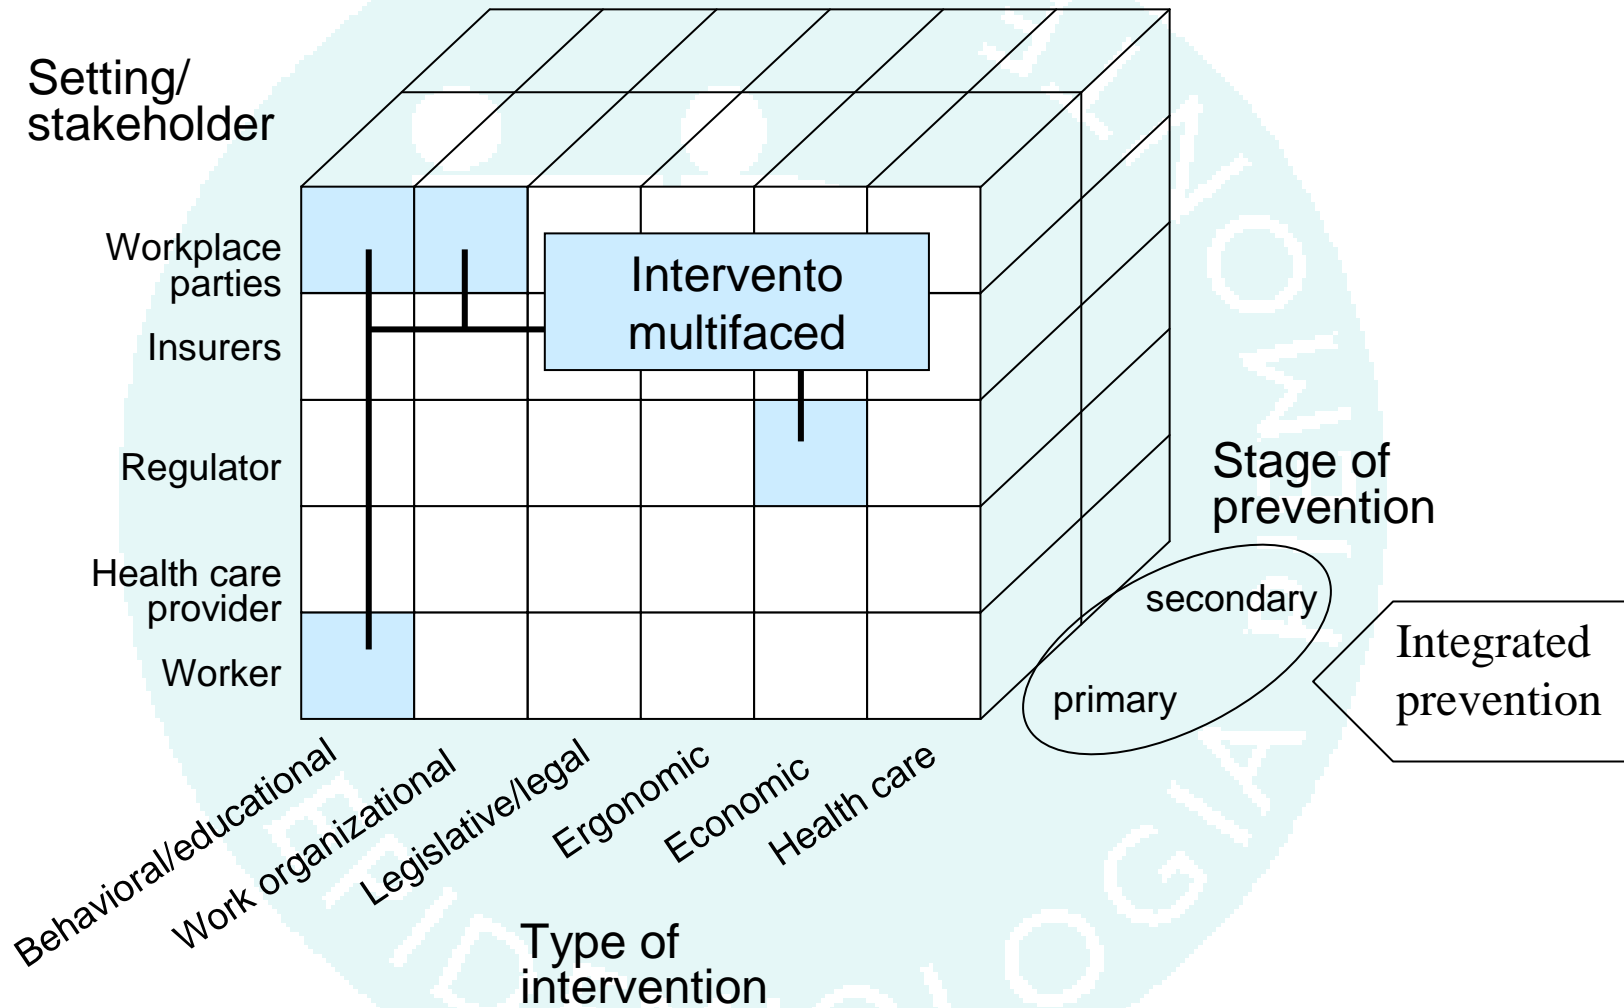 Setting/
stakeholder
Workplace
parties
Insurers
Regulator
Health care
provider
Worker
Intervento
multifaced
Stage of
prevention
secondary
primary
Integrated
prevention
Behavioral/educational
Work organizational
Legislative/legal
Ergonomic
Economic
Health care
Type of
intervention